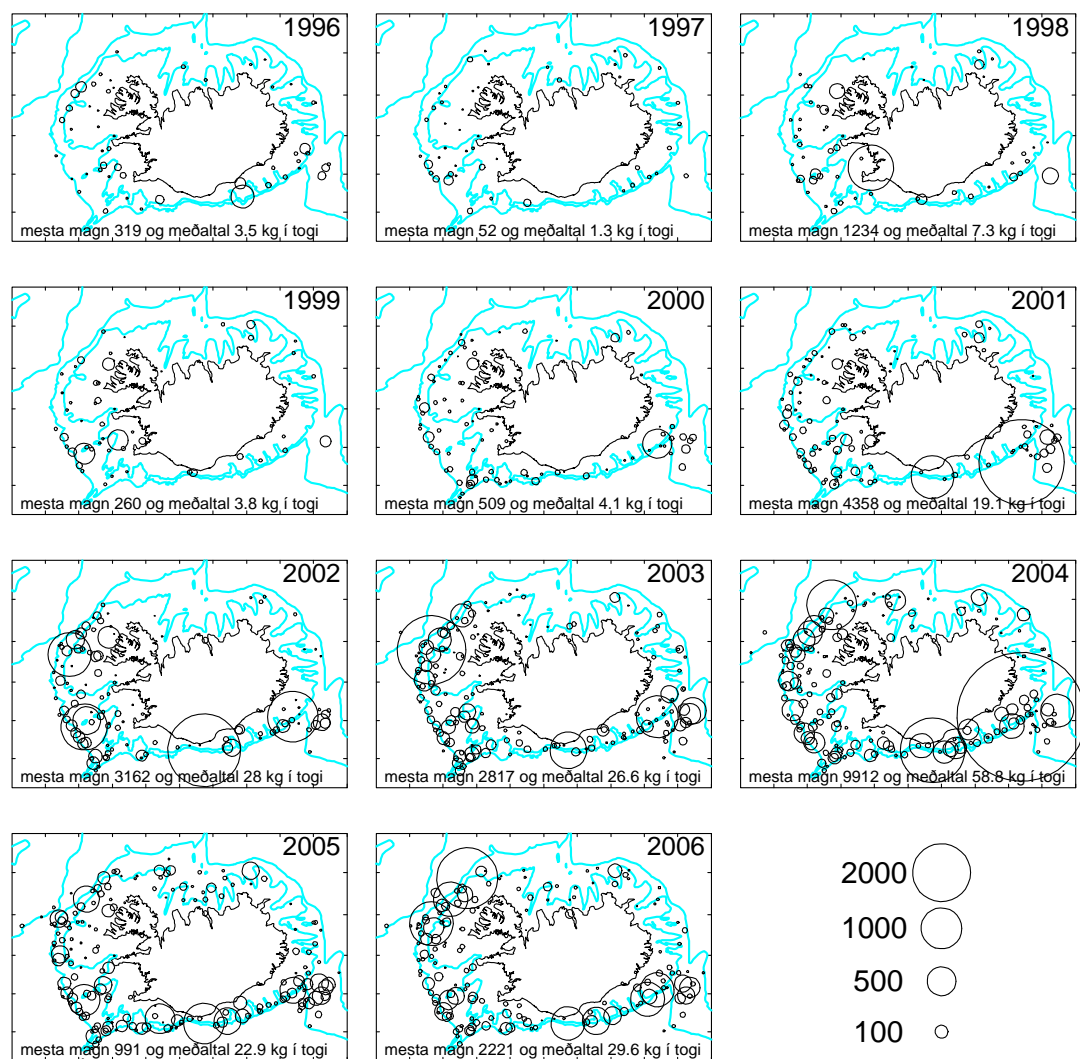 1996
mesta magn 319 og meðaltal 3.5 kg í togi
1997
mesta magn 52 og meðaltal 1.3 kg í togi
1998
mesta magn 1234 og meðaltal 7.3 kg í togi
1999
mesta magn 260 og meðaltal 3.8 kg í togi
2000
mesta magn 509 og meðaltal 4.1 kg í togi
2001
mesta magn 4358 og meðaltal 19.1 kg í togi
2002
mesta magn 3162 og meðaltal 28 kg í togi
2003
mesta magn 2817 og meðaltal 26.6 kg í togi
2004
mesta magn 9912 og meðaltal 58.8 kg í togi
2005
mesta magn 991 og meðaltal 22.9 kg í togi
2006
mesta magn 2221 og meðaltal 29.6 kg í togi
2000
1000
500
100